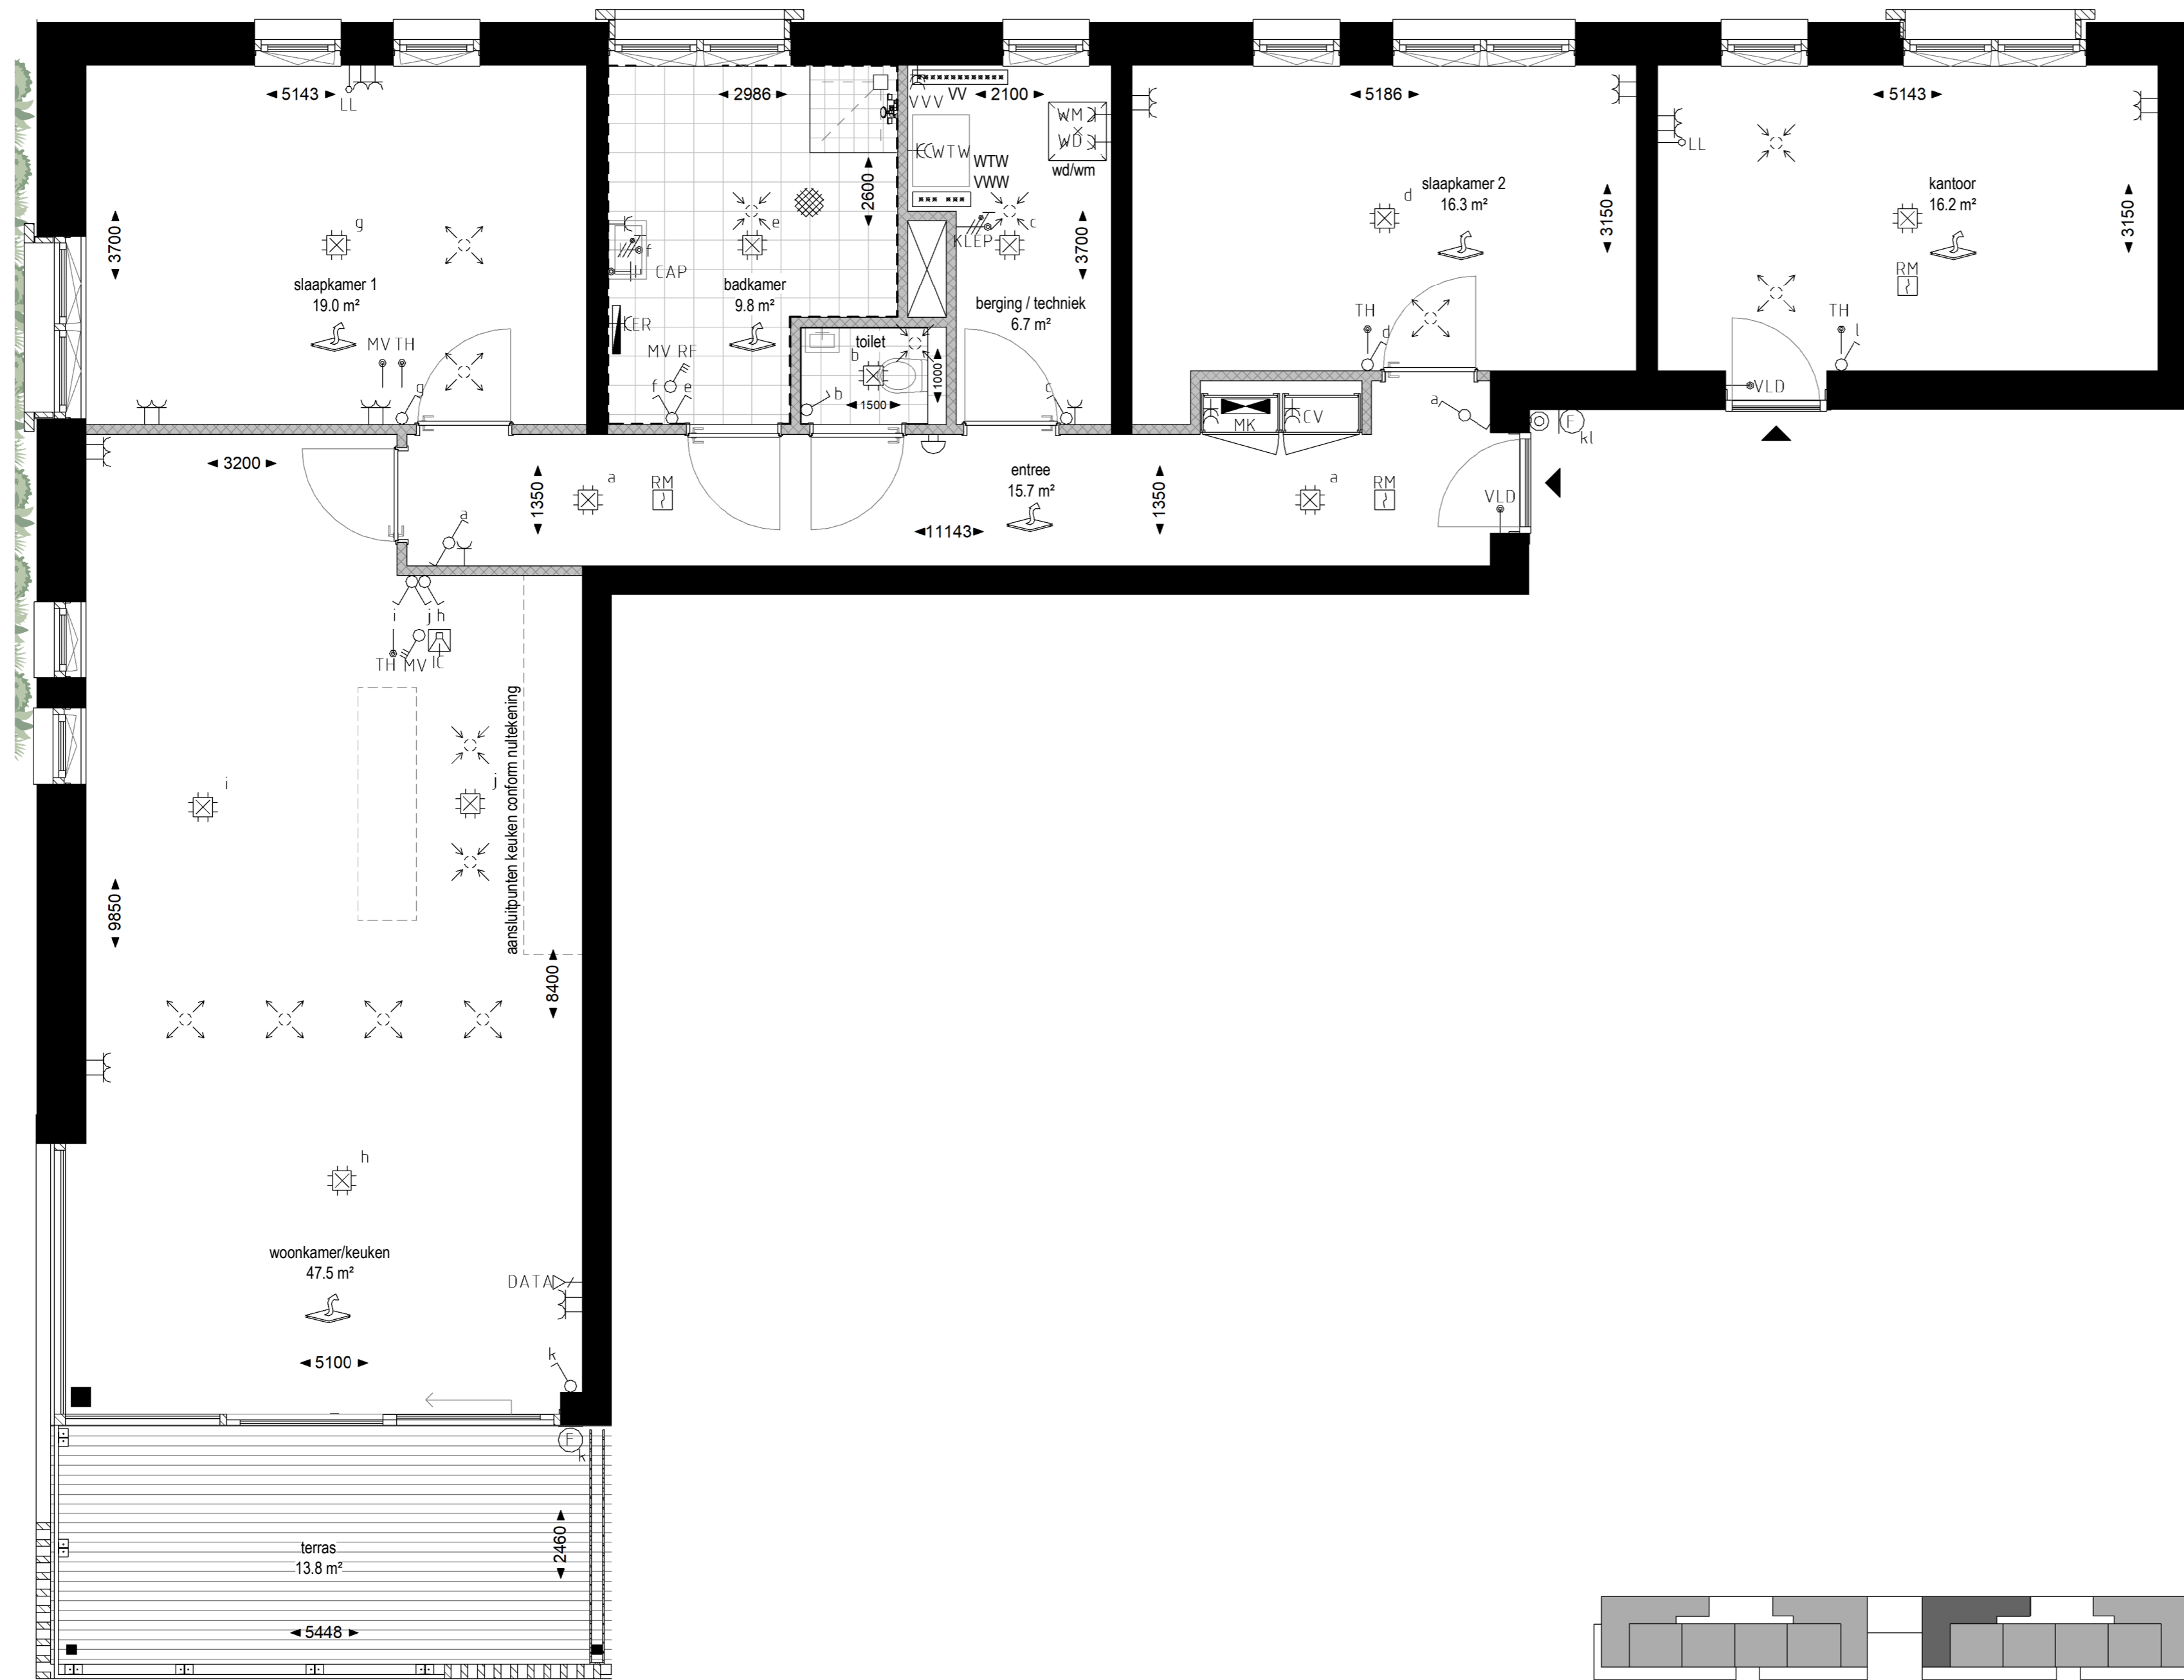 5143
LL
2986
VV
2100
VVV
WM
WD
wd/wm
WTW
WTW
VWW
5186
5143
LL
slaapkamer 2
16.3 m²
d
kantoor
16.2 m²
3700
g
slaapkamer 1
19.0 m²
2600
e
f
CAP
badkamer
9.8 m²
KLEP
c
3700
berging / techniek
6.7 m²
3150
3150
RM
TH
d
TH
l
VLD
ER
MV RF
f
e
toilet
b
b
1000
1500
MV TH
g
c
MK
CV
a
F
kl
3200
1350
a
RM
entree
15.7 m²
11143
1350
a
RM
VLD
a
i
j h
TH MV IC
aansluitpunten keuken conform nultekening
i
j
9850
8400
h
woonkamer/keuken
47.5 m²
DATA
5100
k
F
k
terras
13.8 m²
2460
5448